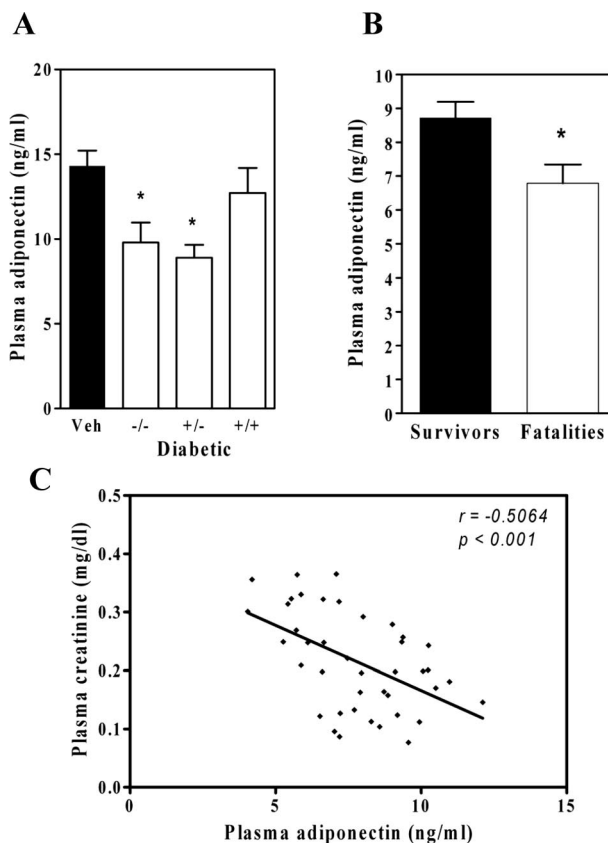 A
Plasma adiponectin (ng/ml)
20
15
10
5
0
*
*
Veh -/- +/- +/+
Diabetic
B
Plasma adiponectin (ng/ml)
10
9
8
7
6
5
4
3
2
1
0
*
Survivors Fatalities
C
Plasma creatinine (mg/dl)
0.5
0.4
0.3
0.2
0.1
0.0
r = -0.5064
p < 0.001
0 5 10 15
Plasma adiponectin (ng/ml)